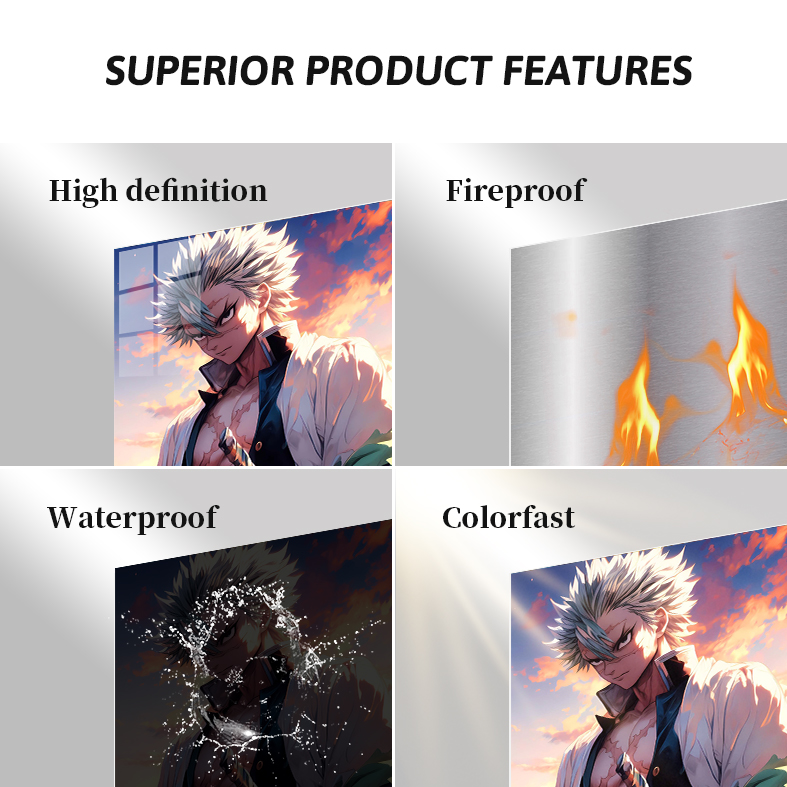 SUPERIOR PRODUCT FEATURES
High definition
Fireproof
Waterproof
Colorfast